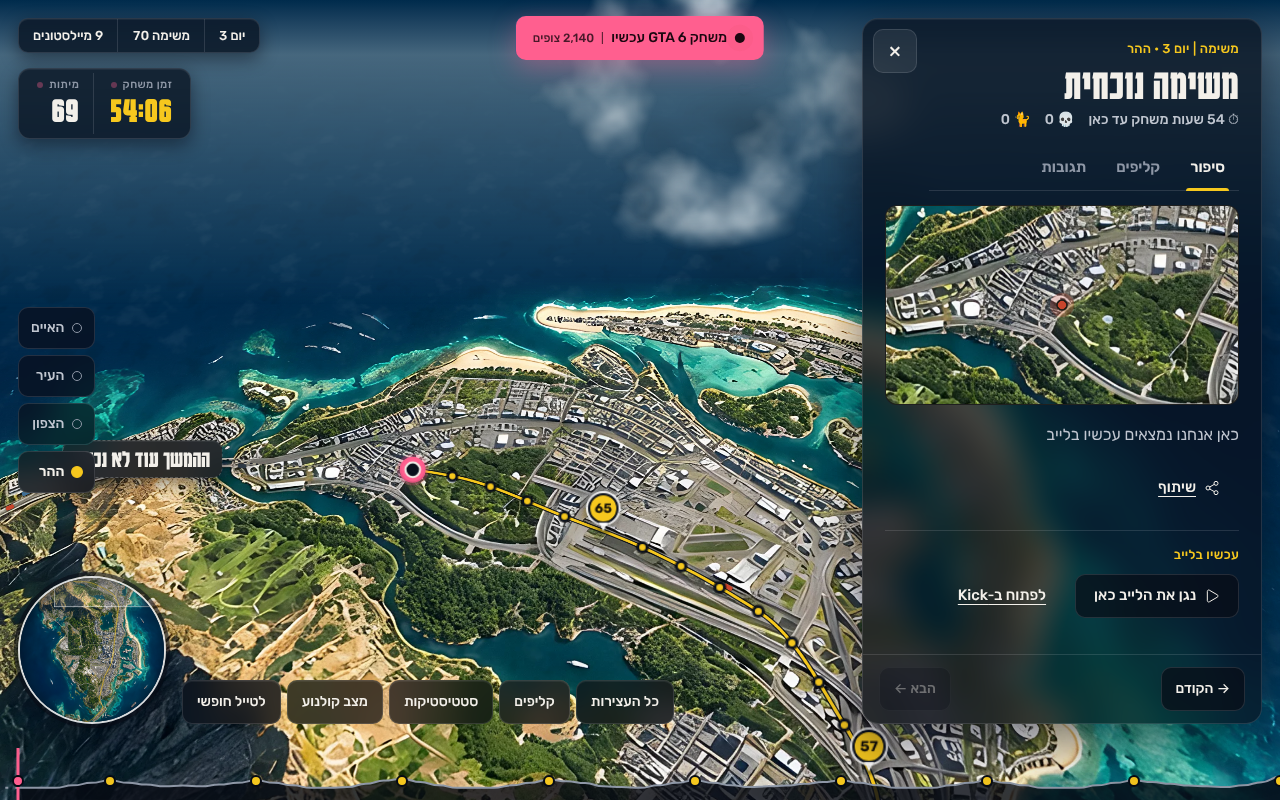 יום 3
משימה 70
9 מיילסטונים
זמן משחק
54:06
מיתות
69
משחק GTA 6 עכשיו | 2,140 צופים
משימה | יום 3 · ההר
משימה נוכחית
54 שעות משחק עד כאן 0 0
סיפור
קליפים
תגובות
כאן אנחנו נמצאים עכשיו בלייב
שיתוף
עכשיו בלייב
נגן את הלייב כאן
לפתוח ב-Kick
→ הקודם
הבא ←
האיים
העיר
הצפון
ההר
ההמשך עוד לא
65
57
כל העצירות
קליפים
סטטיסטיקות
מצב קולנוע
לטייל חופשי